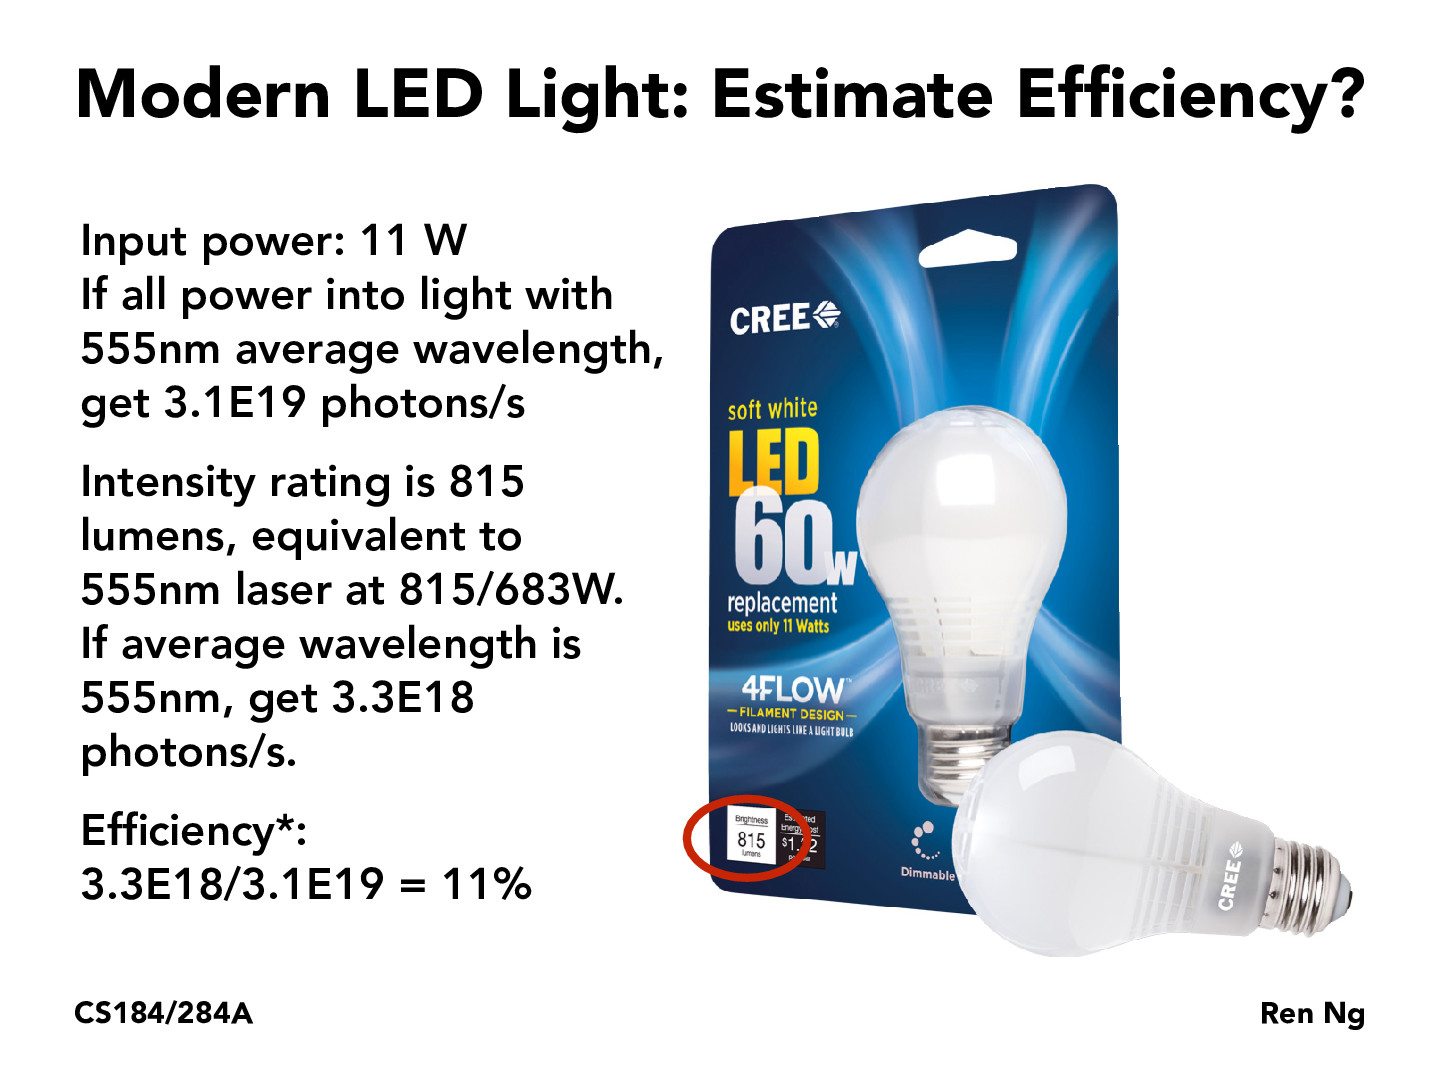 Modern LED Light: Estimate Efficiency?
Input power: 11 W
If all power into light with
555nm average wavelength,
get 3.1E19 photons/s
Intensity rating is 815
lumens, equivalent to
555nm laser at 815/683W.
If average wavelength is
555nm, get 3.3E18
photons/s.
Efficiency*:
3.3E18/3.1E19 = 11%
CREE
soft white
LED
60W
replacement
uses only 11 Watts
4FLOW™
FILAMENT DESIGN
LOOKS AND LIGHTS LIKE A LIGHT BULB
Brightness
815
lumens
Energy
Dimmable
CREE
CS184/284A
Ren Ng